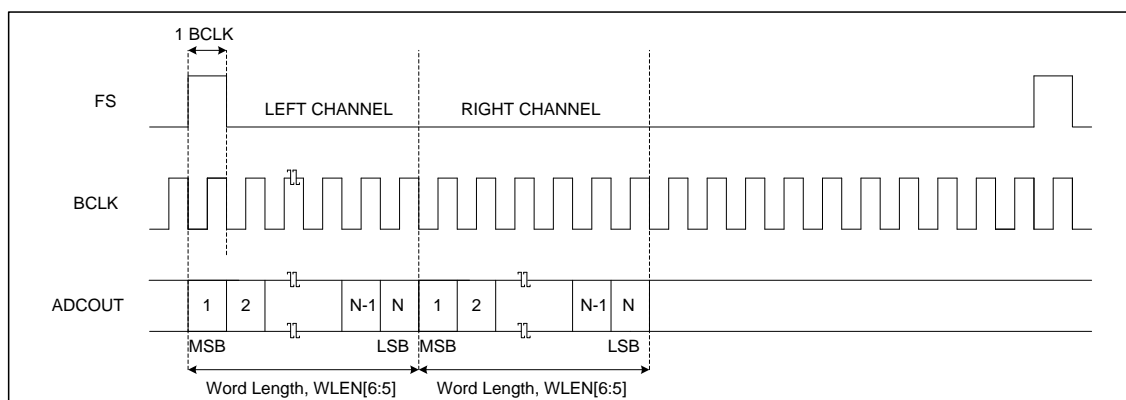 1 BCLK
FS
LEFT CHANNEL RIGHT CHANNEL
BCLK
ADCOUT 1 2 N-1 N 1 2 N-1 N
MSB LSB MSB LSB
Word Length, WLEN[6:5] Word Length, WLEN[6:5]